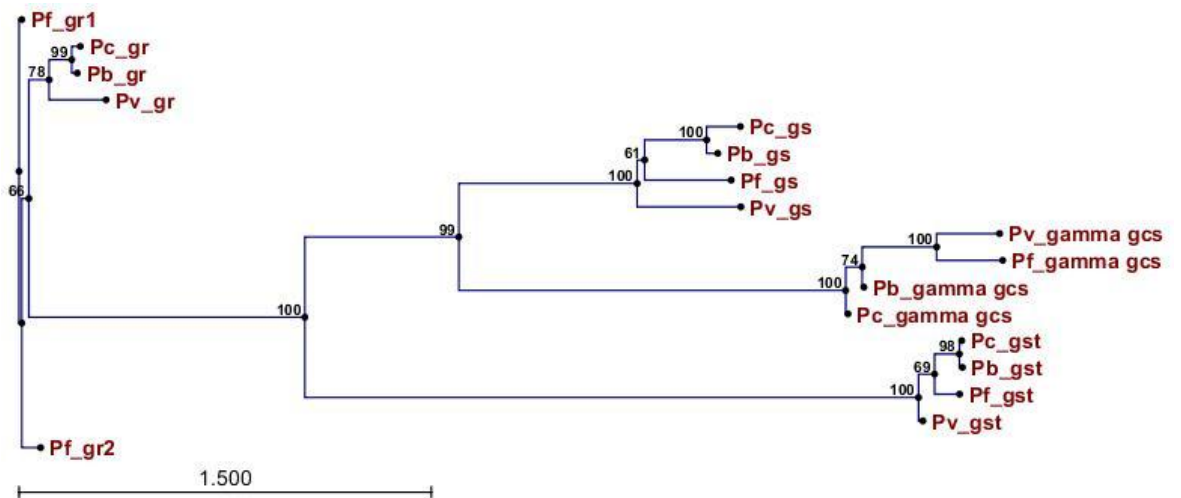 Pf_gr1
Pc_gr
99
Pb_gr
78
Pv_gr
Pc_gs
100
Pb_gs
61
Pf_gs
100
Pv_gs
66
99
Pv_gamma gcs
100
Pf_gamma gcs
74
Pb_gamma gcs
100
Pc_gamma gcs
100
Pc_gst
98
Pb_gst
69
Pf_gst
100
Pv_gst
Pf_gr2
1.500